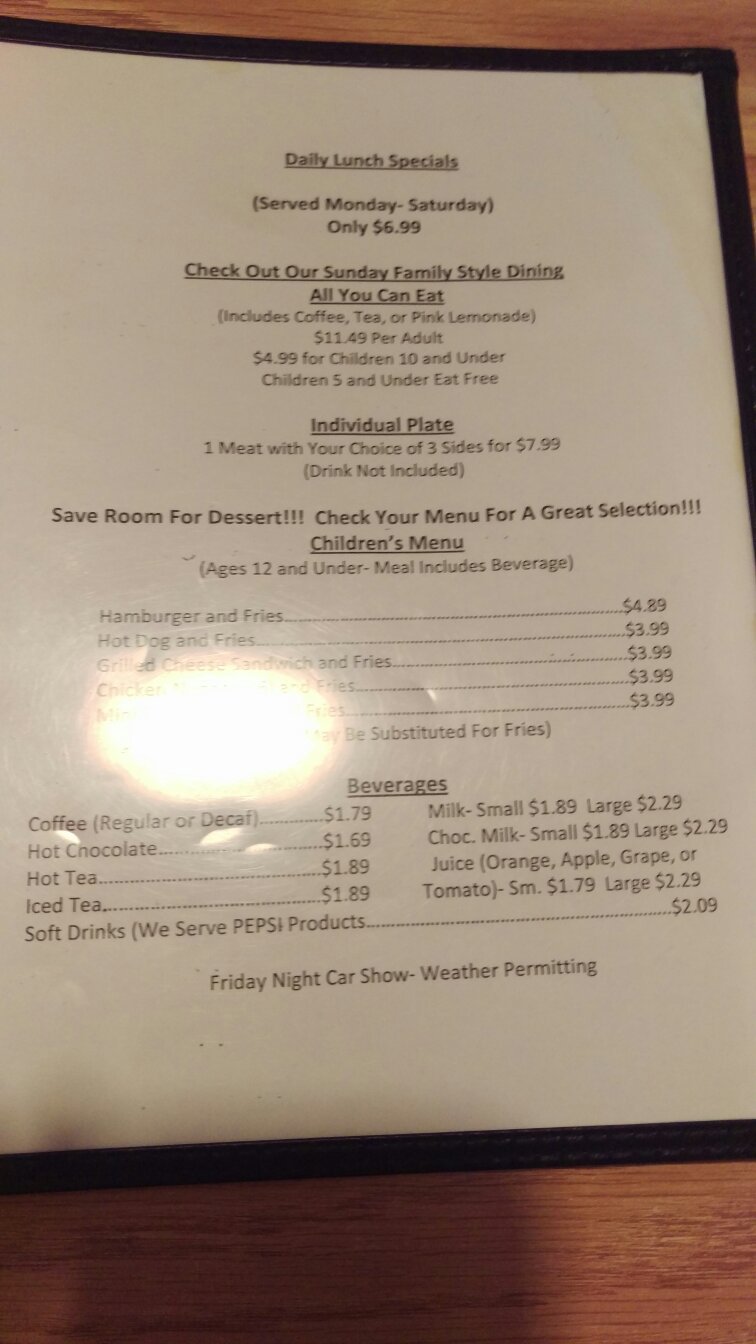 Daily Lunch Specials
(Served Monday- Saturday)
Only $6.99
Check Out Our Sunday Family Style Dining
All You Can Eat
(Includes Coffee, Tea, or Pink Lemonade)
$11.49 Per Adult
$4.99 for Children 10 and Under
Children 5 and Under Eat Free
Individual Plate
1 Meat with Your Choice of 3 Sides for $7.99
(Drink Not Included)
Save Room For Dessert!!! Check Your Menu For A Great Selection!!!
Children's Menu
(Ages 12 and Under- Meal Includes Beverage)
Hamburger and Fries.....$4.89
Hot Dog and Fries.....$3.99
Grilled Cheese Sandwich and Fries.....$3.99
Chicken and Fries.....$3.99
Fries.....$3.99
May Be Substituted For Fries)
Beverages
Coffee (Regular or Decaf).....$1.79
Hot Chocolate.....$1.69
Hot Tea.....$1.89
Iced Tea.....$1.89
Milk- Small $1.89 Large $2.29
Choc. Milk- Small $1.89 Large $2.29
Juice (Orange, Apple, Grape, or
Tomato)- Sm. $1.79 Large $2.29
Soft Drinks (We Serve PEPSI Products.....$2.09
Friday Night Car Show- Weather Permitting